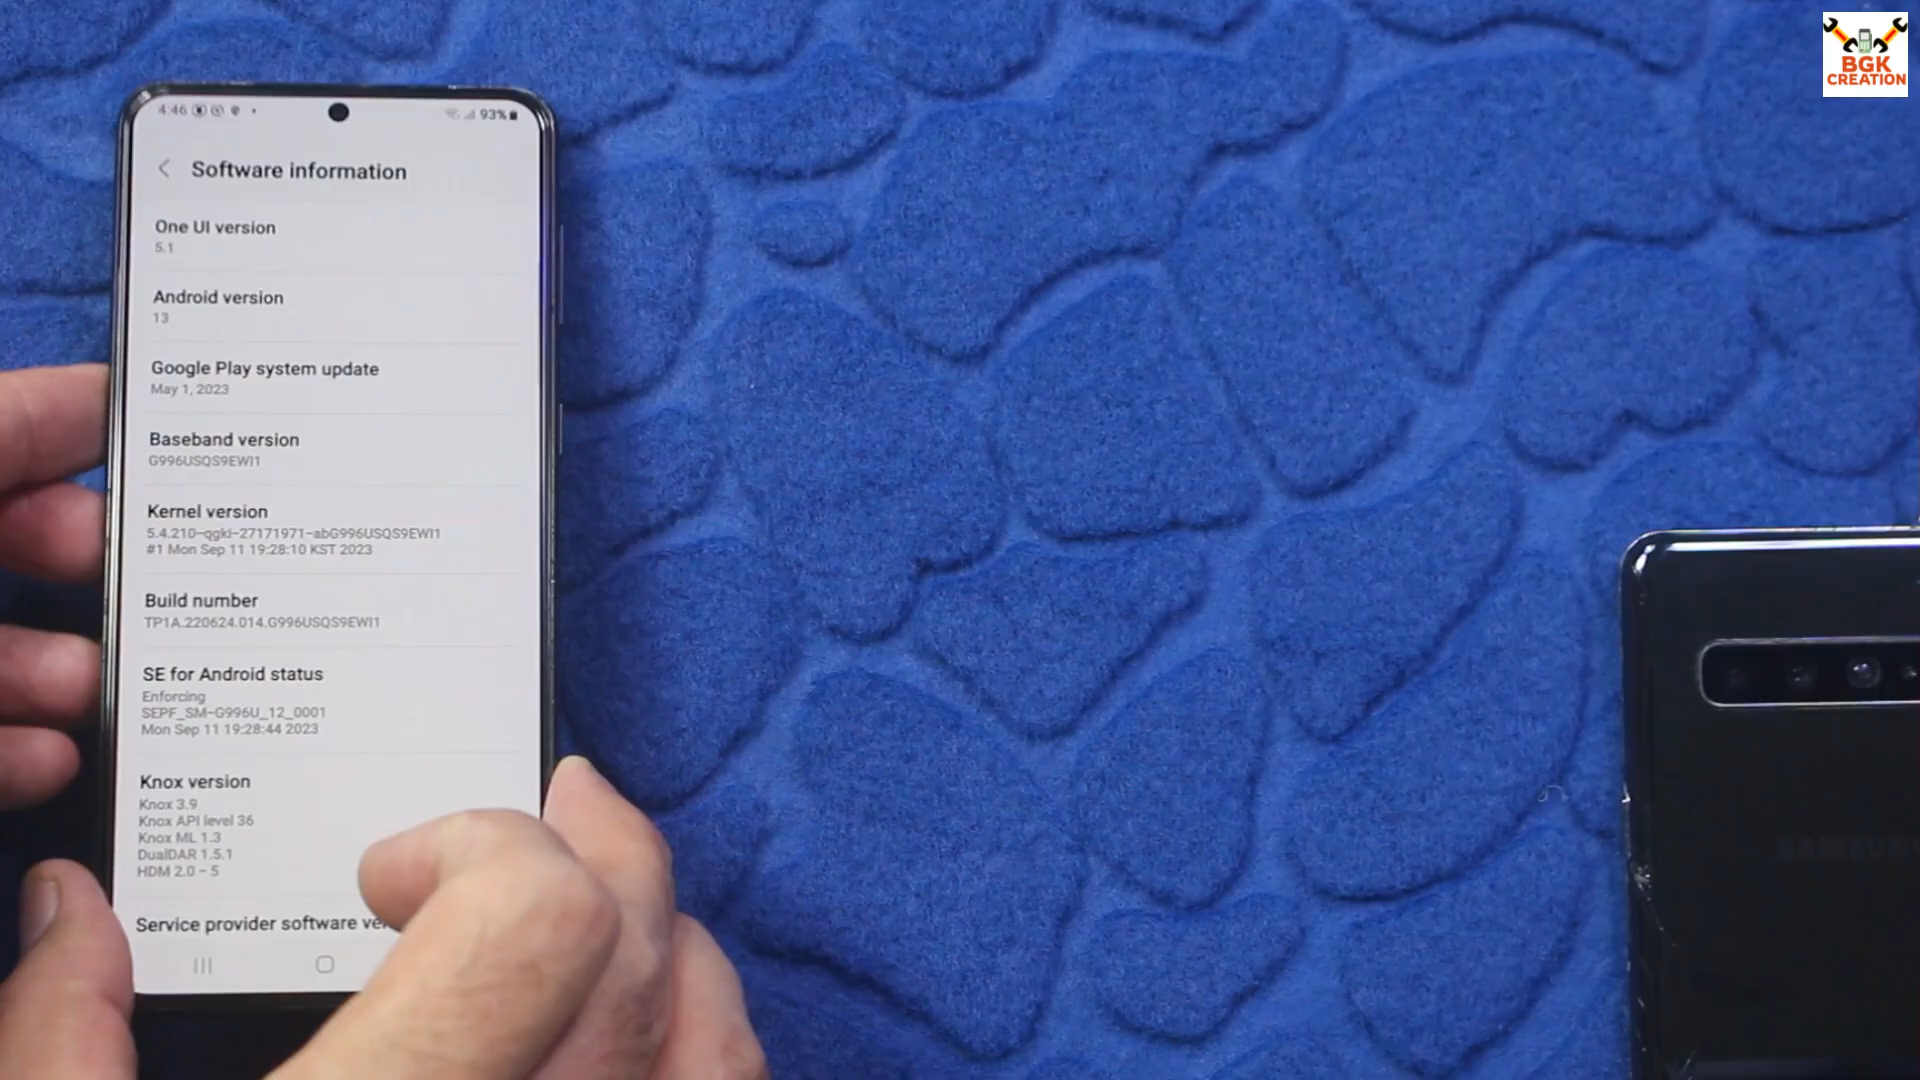 BGK
CREATION
4:46
93%
Software information
One UI version
5.1
Android version
13
Google Play system update
May 1, 2023
Baseband version
G996USQS9EWI1
Kernel version
5.4.210-qgki-27171971-abG996USQS9EWI1
#1 Mon Sep 11 19:28:10 KST 2023
Build number
TP1A.220624.014.G996USQS9EWI1
SE for Android status
Enforcing
SEPF_SM-G996U_12_0001
Mon Sep 11 19:28:44 2023
Knox version
Knox 3.9
Knox API level 36
Knox ML 1.3
DualDAR 1.5.1
HDM 2.0 - 5
Service provider software